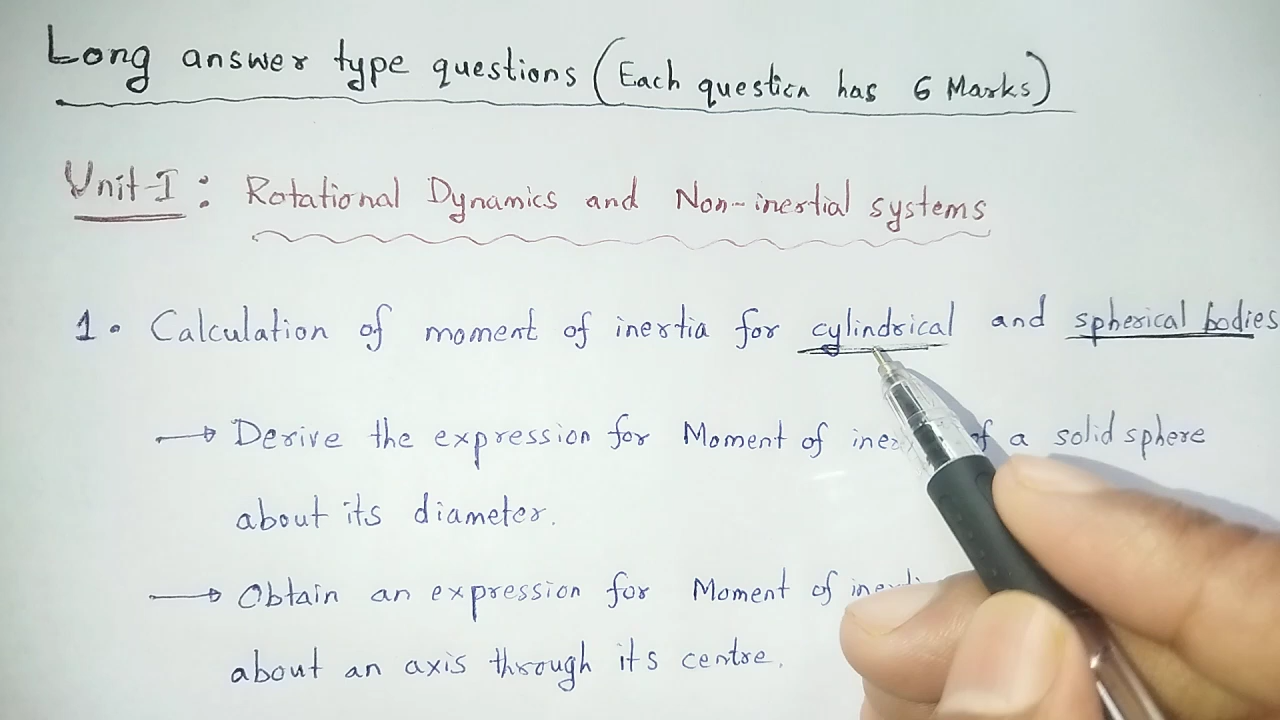 Long answer type questions (Each question has 6 Marks)
Unit-I : Rotational Dynamics and Non-inertial systems
1. Calculation of moment of inertia for cylindrical and spherical bodies
→ Derive the expression for Moment of a solid sphere
about its diameter.
→ Obtain an expression for Moment of
about an axis through its centre.